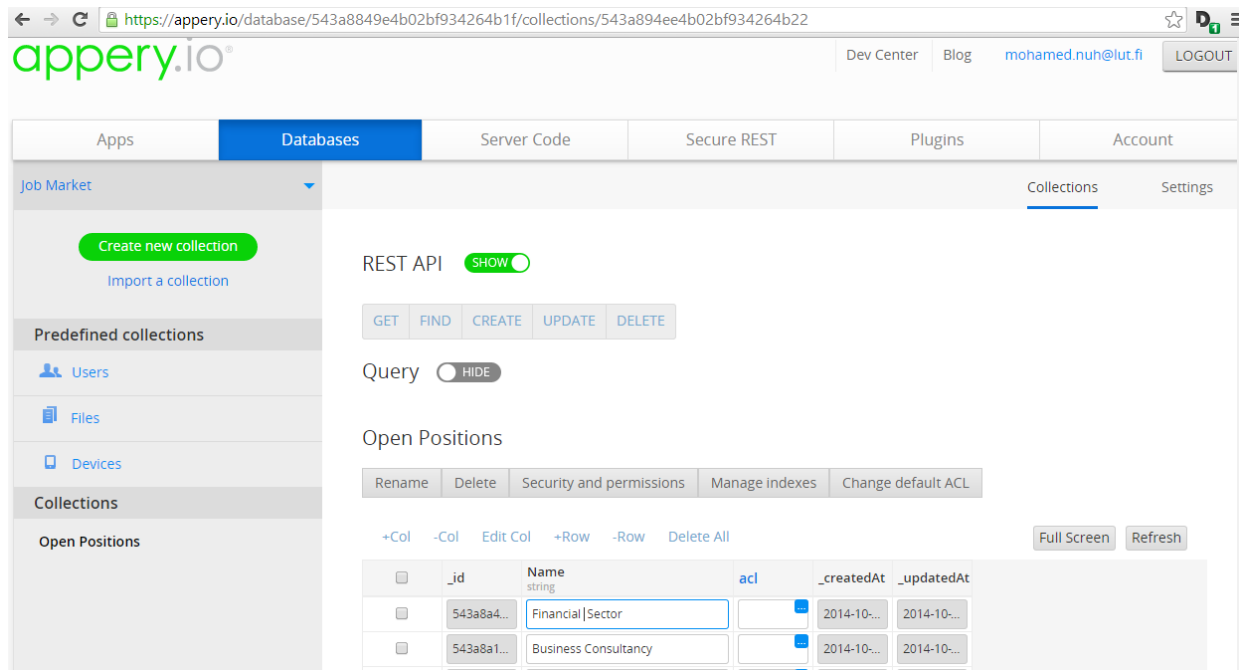 https://appery.io/database/543a8849e4b02bf934264b1f/collections/543a894ee4b02bf934264b22
appery.io®
Dev Center Blog mohamed.nuh@lut.fi LOGOUT
Apps Databases Server Code Secure REST Plugins Account
Job Market
Collections Settings
Create new collection
Import a collection
Predefined collections
Users
Files
Devices
Collections
Open Positions
REST API SHOW
GET FIND CREATE UPDATE DELETE
Query HIDE
Open Positions
Rename Delete Security and permissions Manage indexes Change default ACL
+Col -Col Edit Col +Row -Row Delete All Full Screen Refresh
_id Name acl _createdAt _updatedAt
string
543a8a4... Financial Sector ... 2014-10-... 2014-10-...
543a8a1... Business Consultancy ... 2014-10-... 2014-10-...